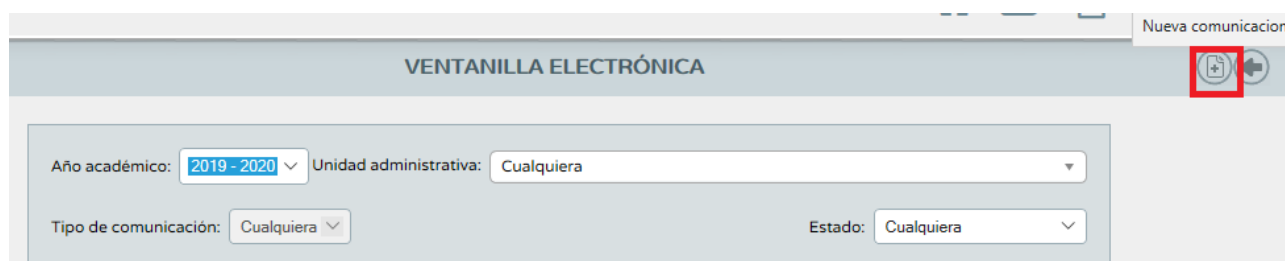 Nueva comunicacion
VENTANILLA ELECTRÓNICA
Año académico: 2019 - 2020 Unidad administrativa: Cualquiera
Tipo de comunicación: Cualquiera Estado: Cualquiera